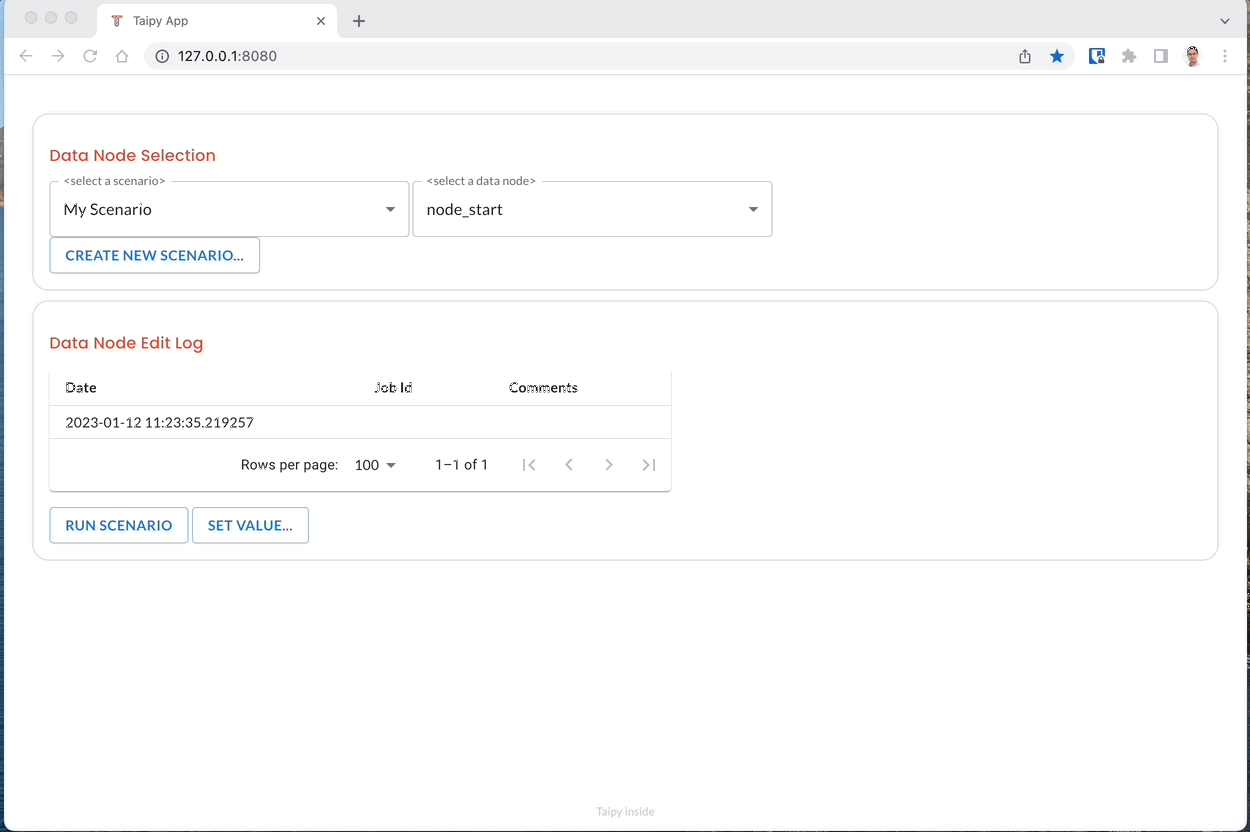 Taipy App
127.0.0.1:8080
Data Node Selection
<select a scenario> <select a data node>
My Scenario node_start
CREATE NEW SCENARIO...
Data Node Edit Log
Date Job Id Comments
2023-01-12 11:23:35.219257
Rows per page: 100 1–1 of 1
RUN SCENARIO SET VALUE...
Taipy inside